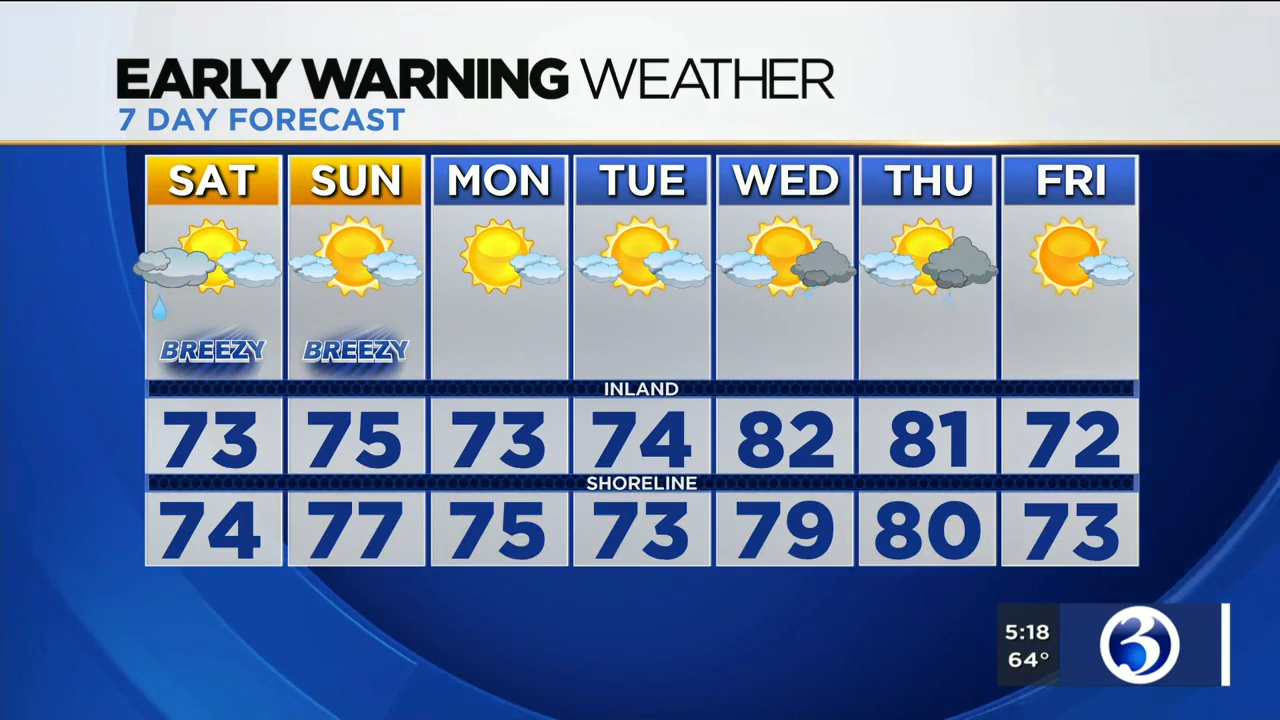 EARLY WARNING WEATHER
7 DAY FORECAST
SAT SUN MON TUE WED THU FRI
BREEZY BREEZY
INLAND
73 75 73 74 82 81 72
SHORELINE
74 77 75 73 79 80 73
5:18
64°
3